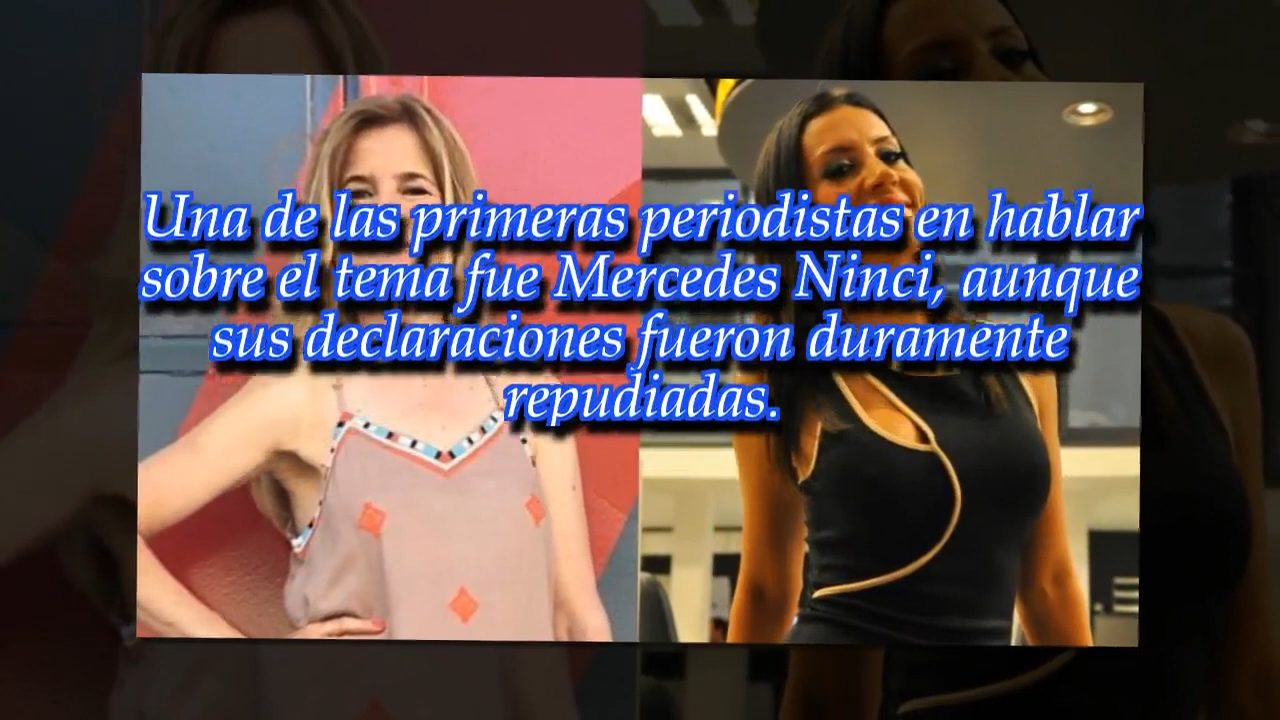 Una de las primeras periodistas en hablar
sobre el tema fue Mercedes Ninci, aunque
sus declaraciones fueron duramente
repudiadas.